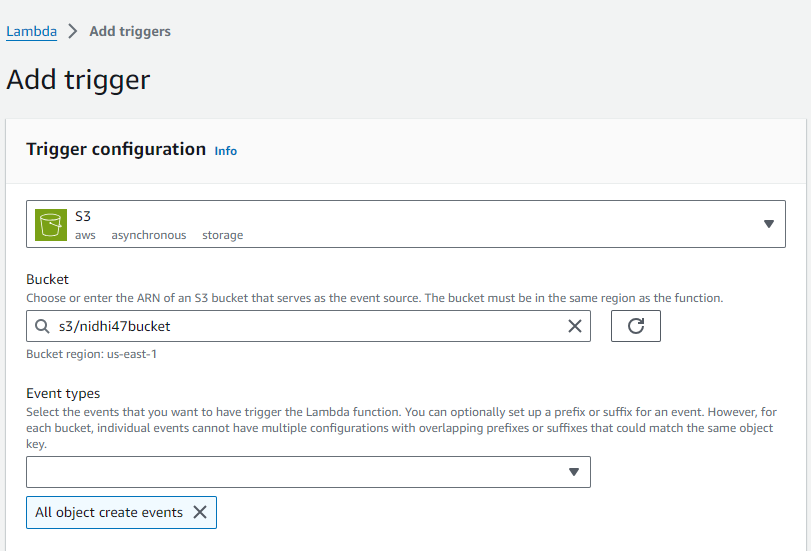 Lambda > Add triggers
Add trigger
Trigger configuration Info
S3
aws asynchronous storage
Bucket
Choose or enter the ARN of an S3 bucket that serves as the event source. The bucket must be in the same region as the function.
s3/nidhi47bucket
Bucket region: us-east-1
Event types
Select the events that you want to have trigger the Lambda function. You can optionally set up a prefix or suffix for an event. However, for
each bucket, individual events cannot have multiple configurations with overlapping prefixes or suffixes that could match the same object
key.
All object create events